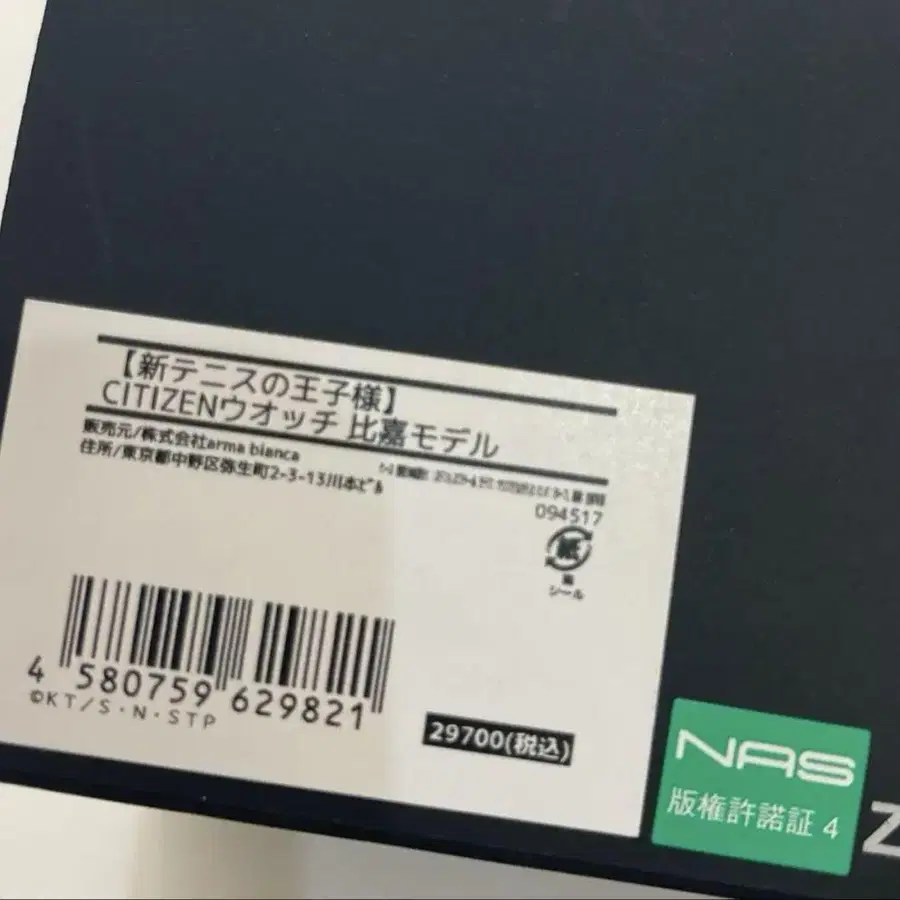 【新テニスの王子様】
CITIZENウオッチ 比嘉モデル
販売元/株式会社arma bianca
住所/東京都中野区弥生町2-3-13川本ビル
094517
紙
シール
4 580759 629821
©KT/S・N・STP
29700(税込)
NAS
版権許諾証 4
Z